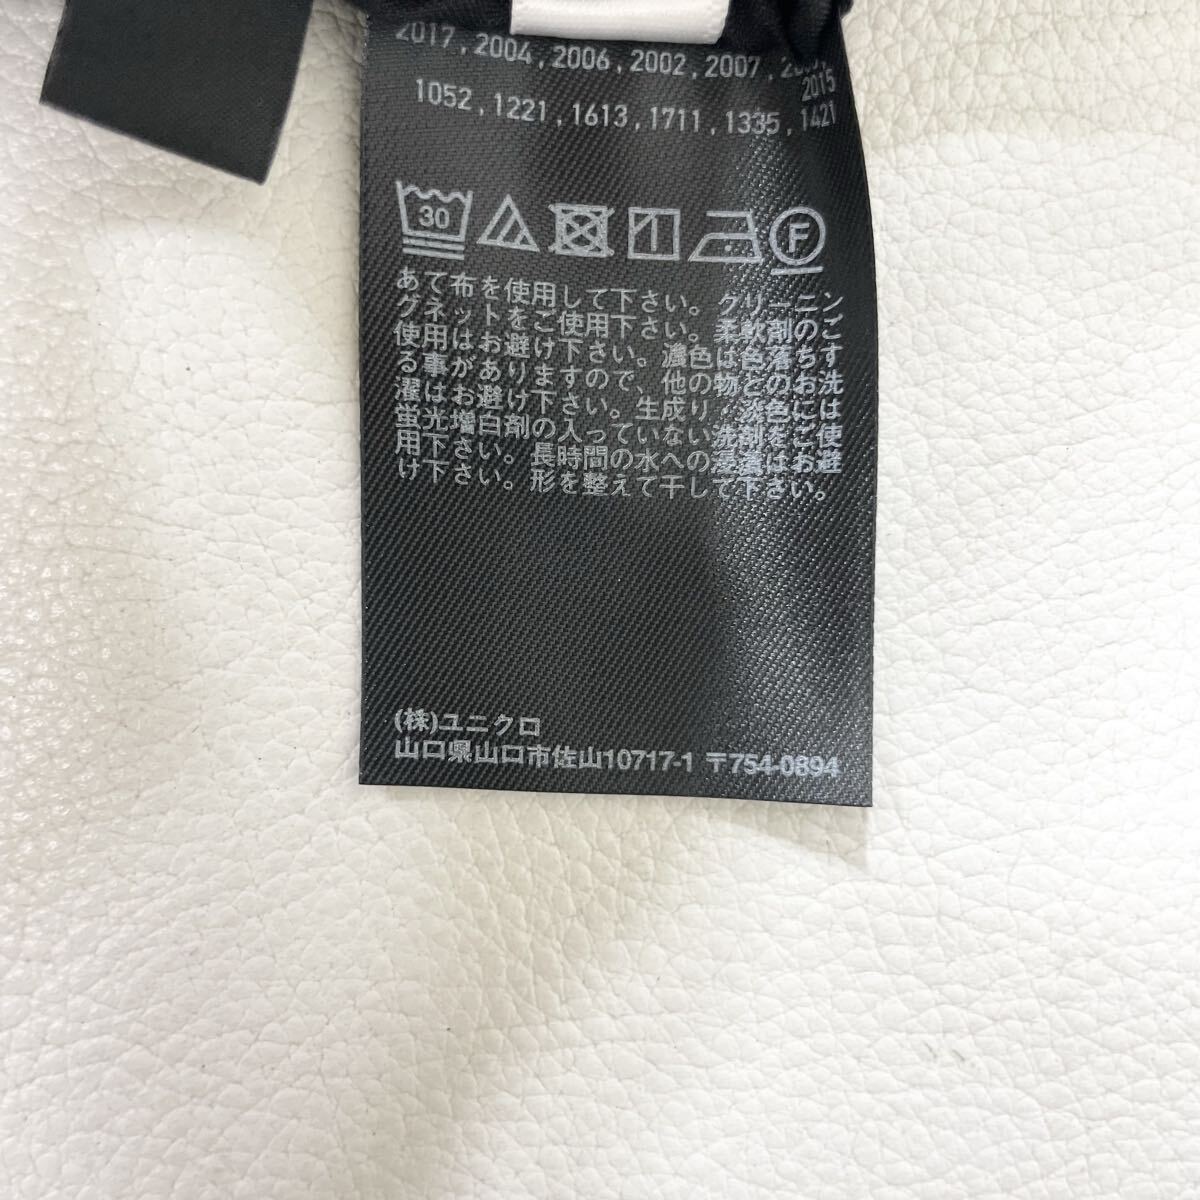 2017,2004,2006,2002,2007,
2015
1052,1221,1613,1711,1335,1421
30
F
あて布を使用して下さい。クリーニン
グネットをご使用下さい。柔軟剤のご
使用はお避け下さい。濃色は色落ちす
る事がありますので、他の物とのお洗
濯はお避け下さい。生成り・淡色には
蛍光増白剤の入っていない洗剤をご使
用下さい。長時間の水への浸漬はお避
け下さい。形を整えて干して下さい。
(株)ユニクロ
山口県山口市佐山10717-1 〒754-0894